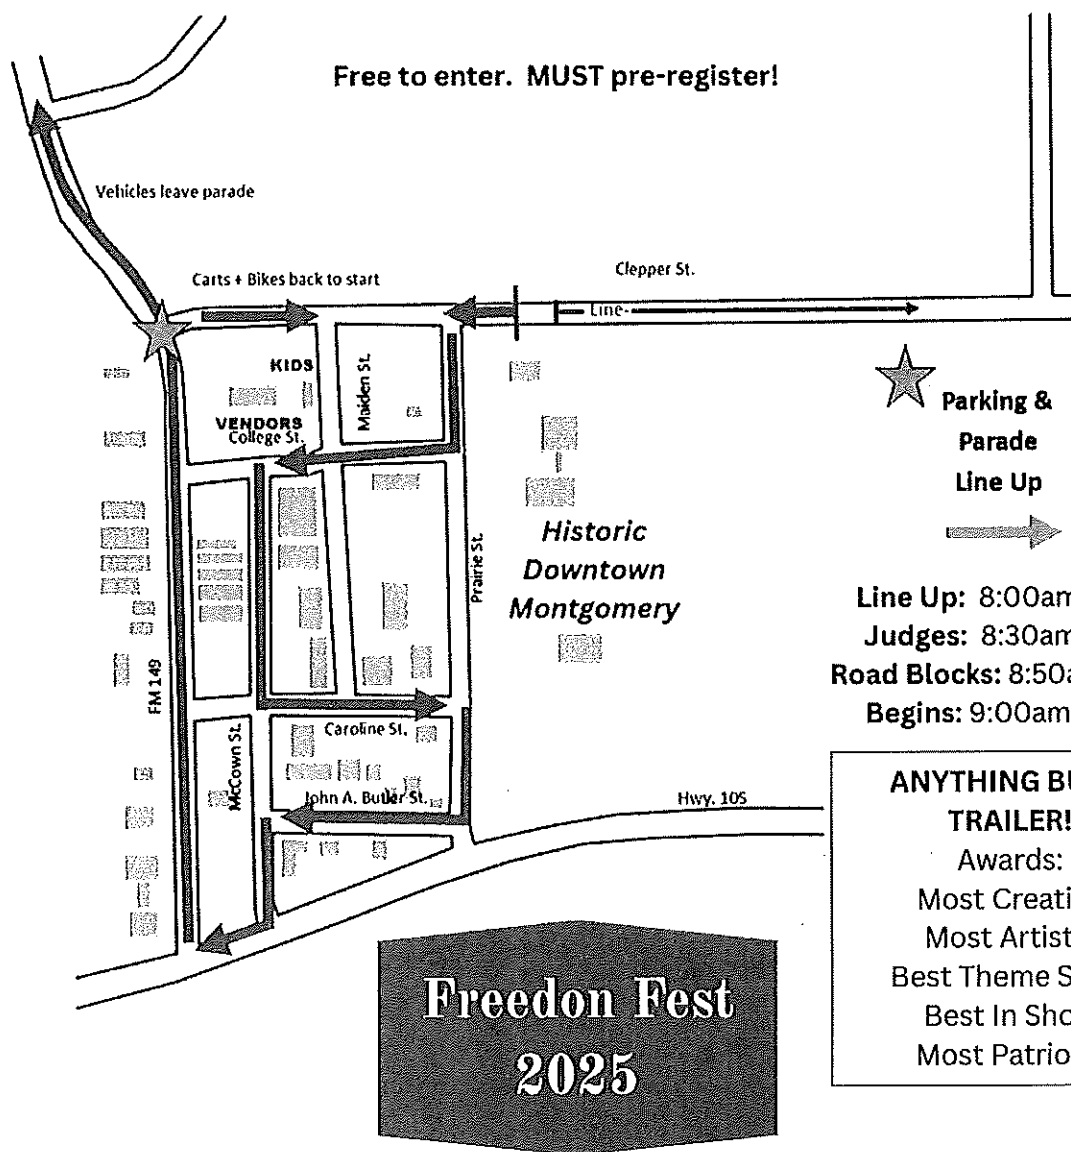 Free to enter. MUST pre-register!
Vehicles leave parade
Carts + Bikes back to start
Clepper St.
Line-
KIDS
Maiden St.
VENDORS
College St.
Parking &
Parade
Line Up
Historic
Downtown
Montgomery
Prairie St.
FM 149
Line Up: 8:00am
Judges: 8:30am
Road Blocks: 8:50a
Begins: 9:00am
Caroline St.
McCown St.
John A. Butler St.
Hwy. 105
ANYTHING BU
TRAILER!
Awards:
Most Creati
Most Artist
Best Theme S
Best In Sho
Most Patrio
Freedon Fest
2025